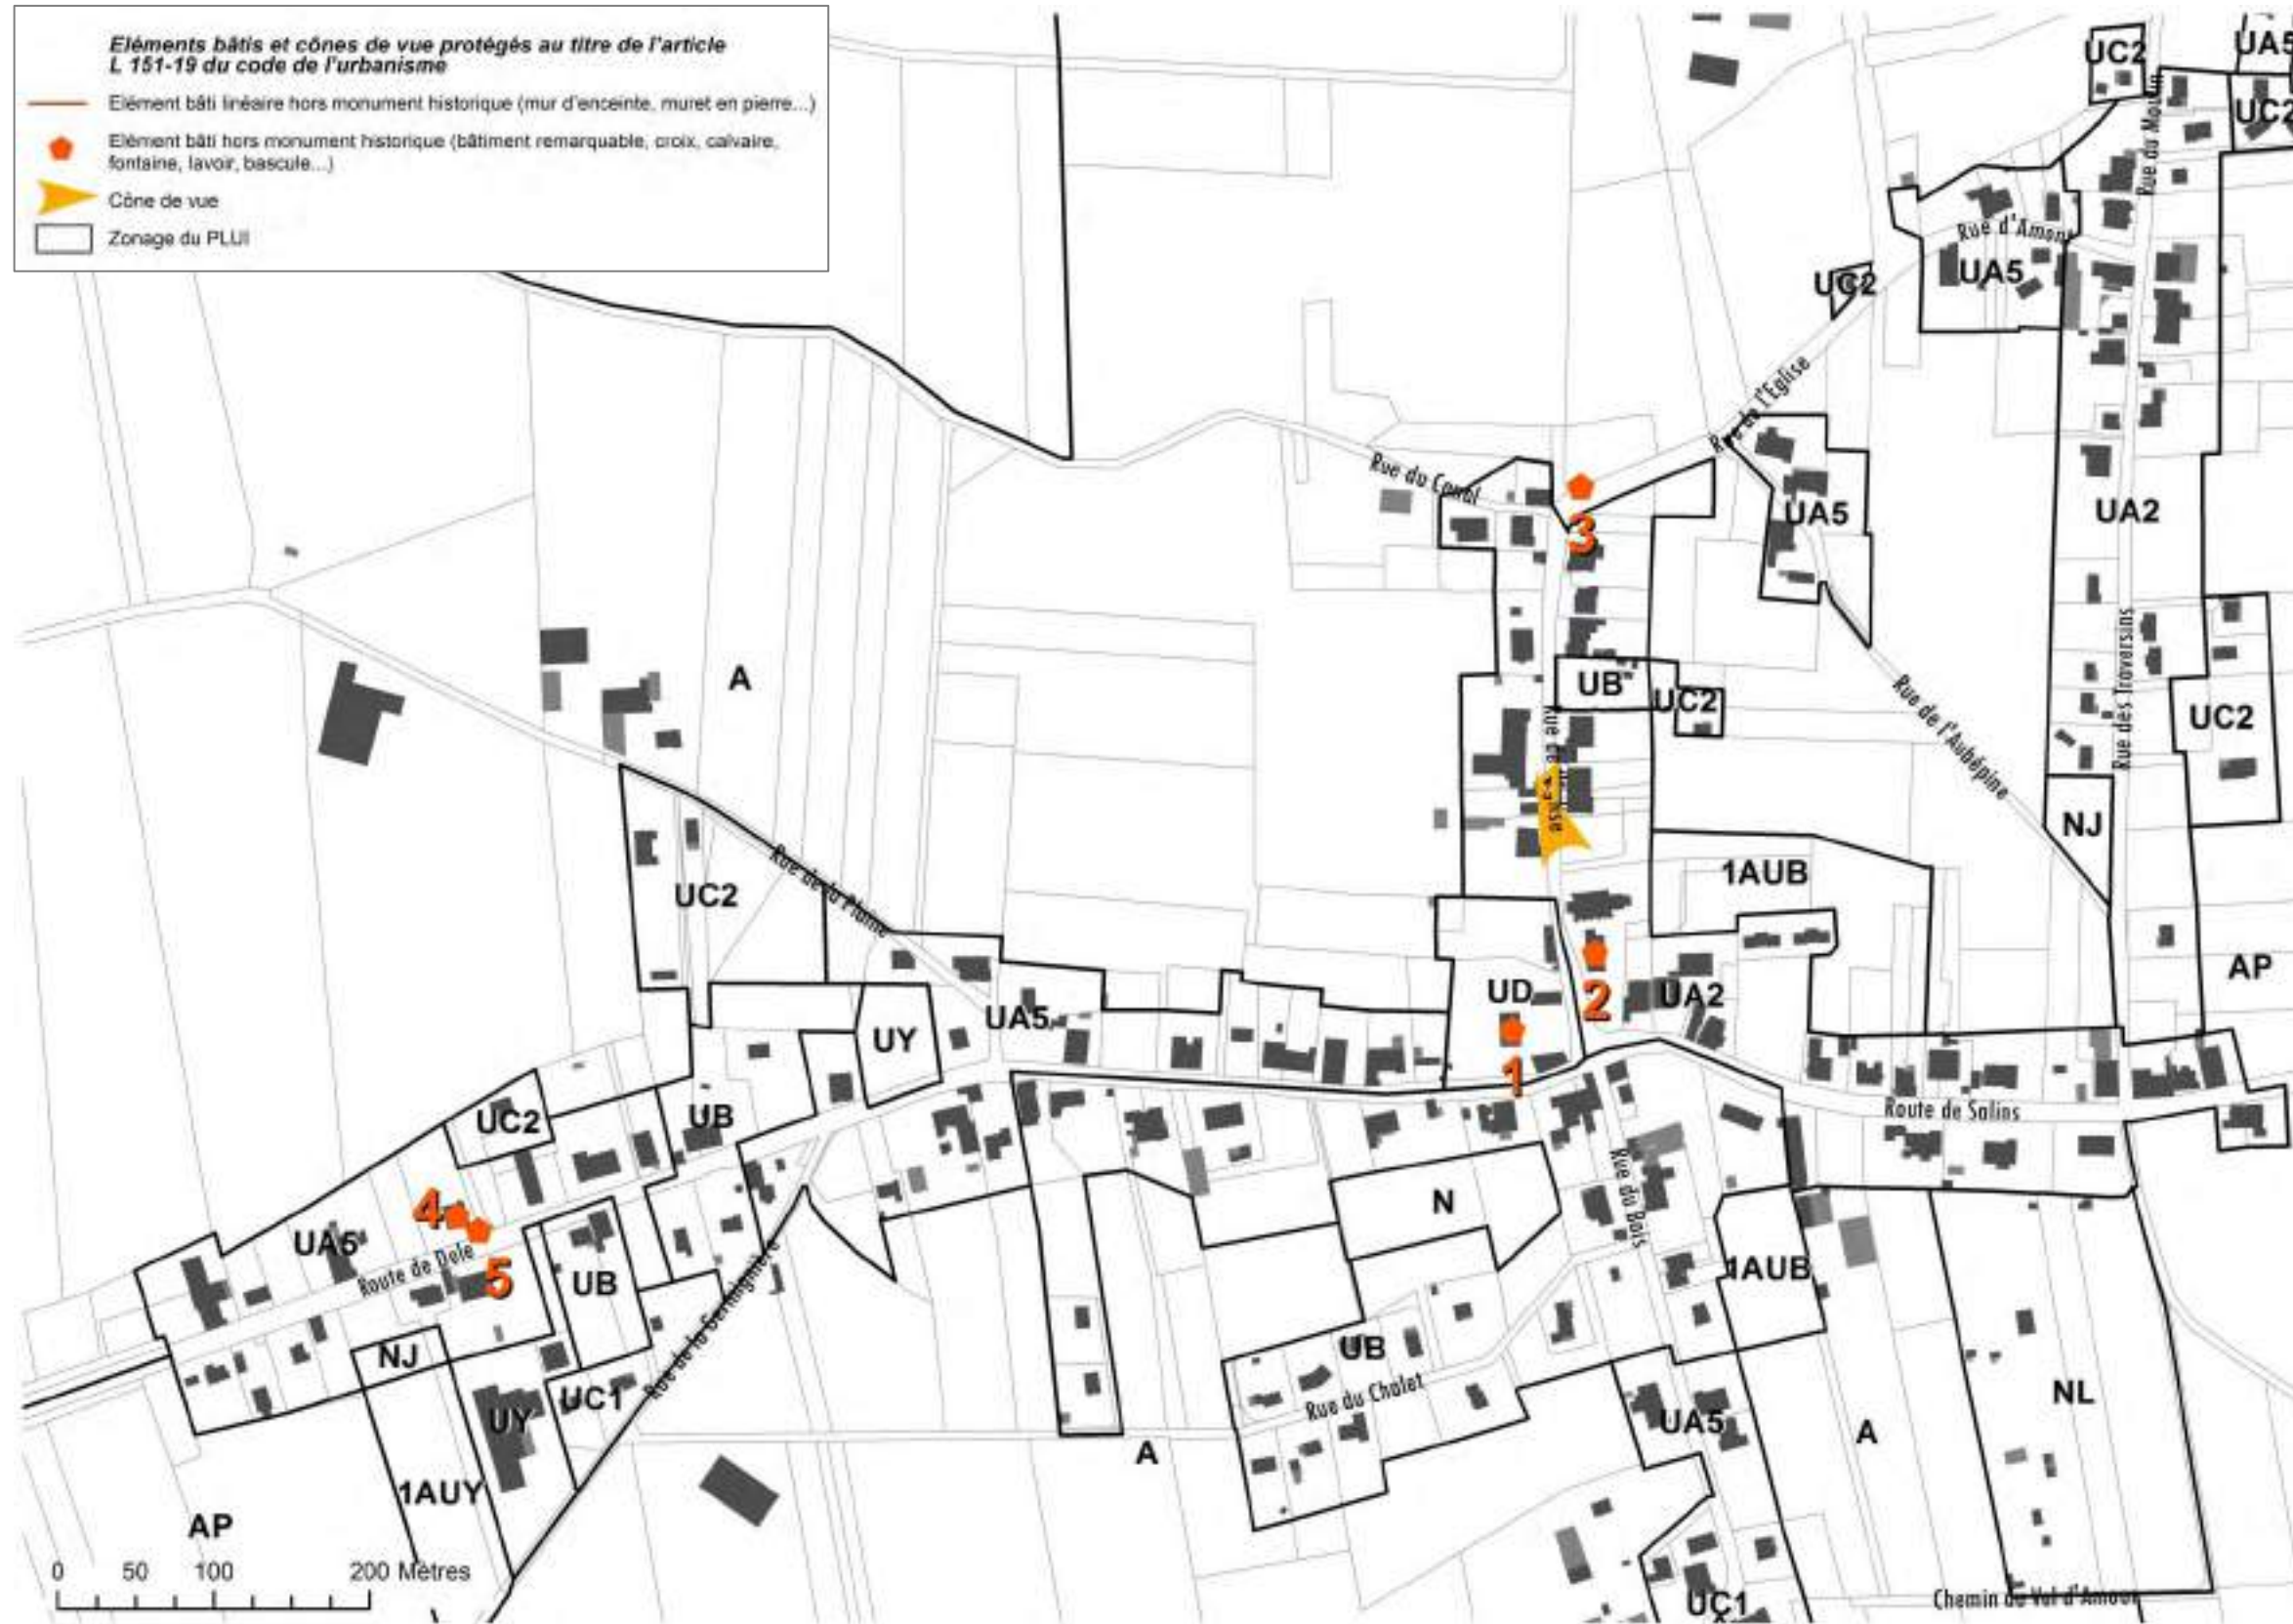 Eléments bâtis et cônes de vue protégés au titre de l'article
L 151-19 du code de l'urbanisme
Elément bâti linéaire hors monument historique (mur d'enceinte, muret en pierre...)
Elément bâti hors monument historique (bâtiment remarquable, croix, calvaire,
fontaine, lavoir, bascule...)
Cône de vue
Zonage du PLUI
UC2
UA5
UC2
Rue du Moulin
Rue d'Amont
UA5
UC2
Rue de l'Eglise
Rue du Canal
3
UA5
UA2
A
UB
UC2
Rue de l'Aubépine
Rue des Traversins
UC2
Rue de
NJ
1AUB
Rue de la Plaine
UC2
AP
UD
2
UA2
UA5
UY
1
UC2
UB
Route de Salins
Rue du Bois
N
4
UA5
Route de Dole
5
UB
1AUB
NJ
UB
Rue du Chalet
NL
UC1
UY
Rue de la
UA5
A
A
1AUY
AP
0 50 100 200 Mètres
UC1
Chemin du Val d'Amour